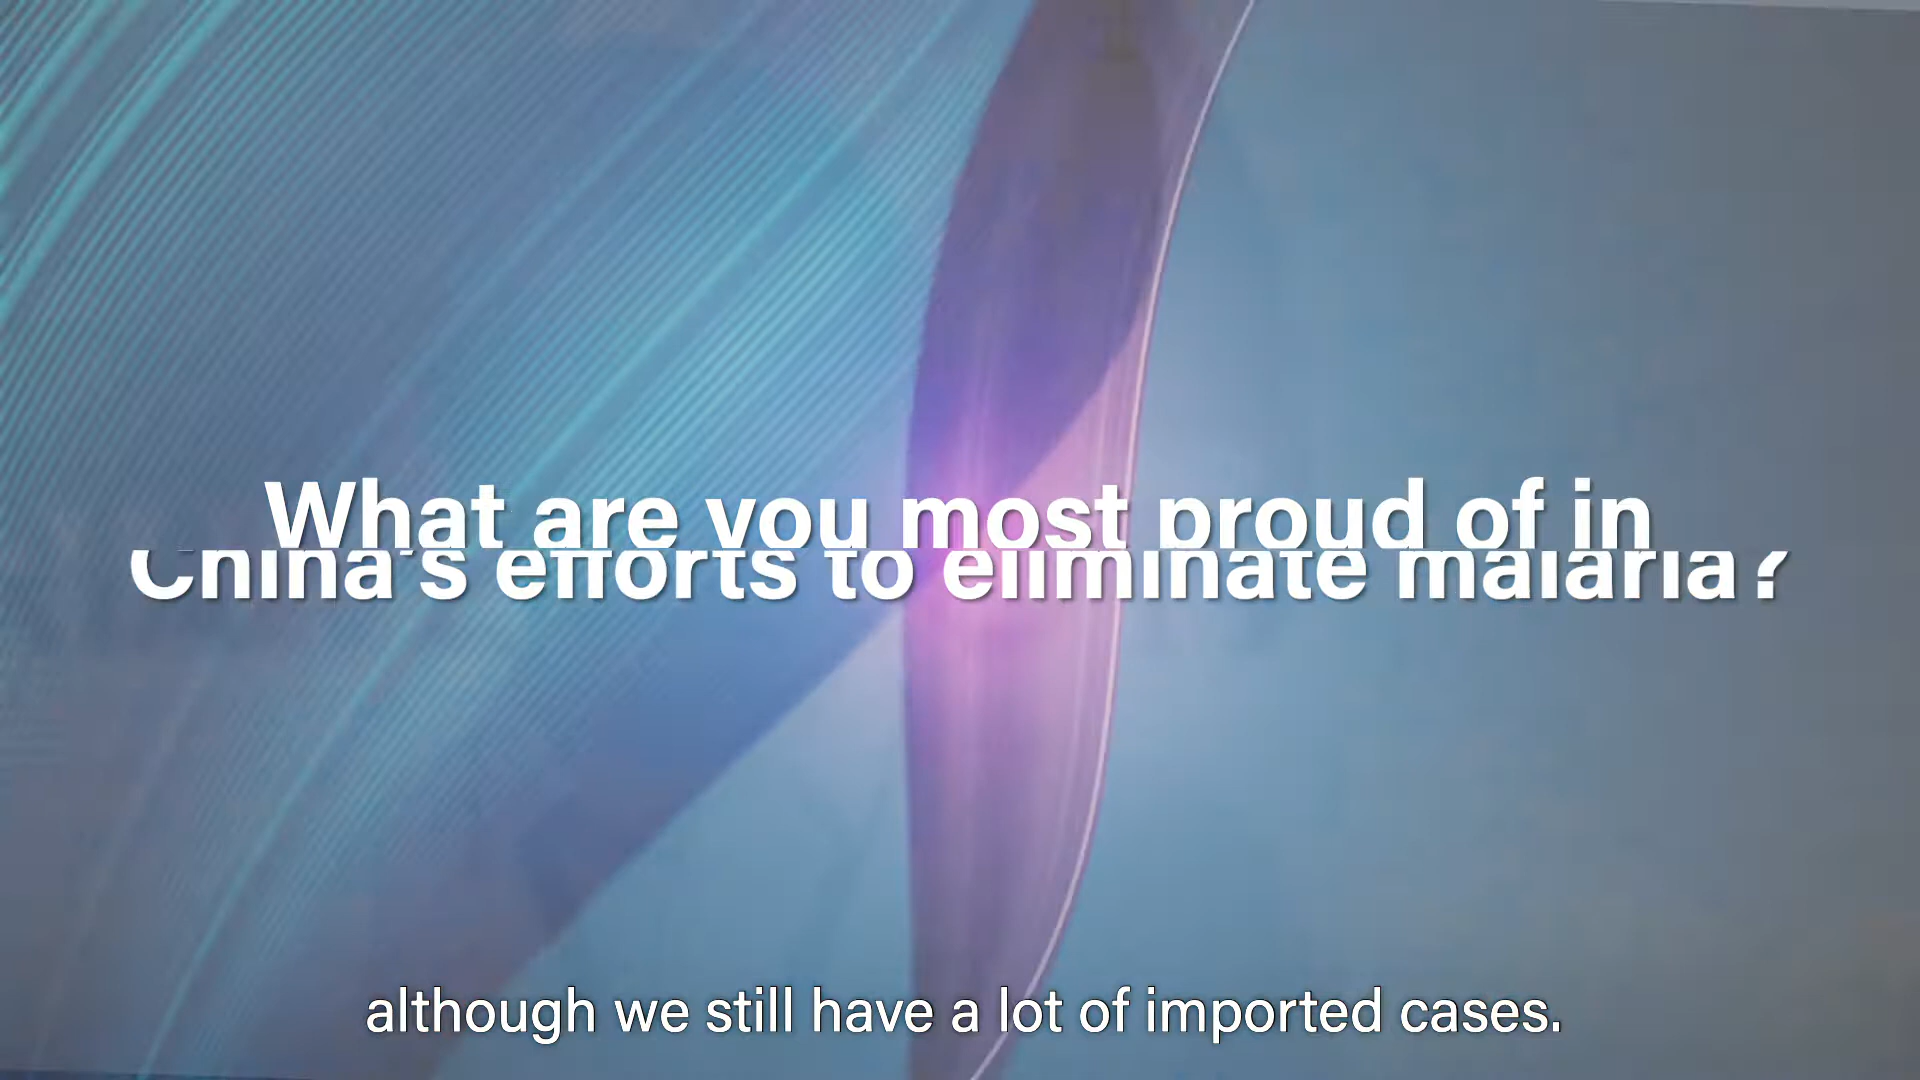 What are you most proud of in
China's efforts to eliminate malaria?
although we still have a lot of imported cases.